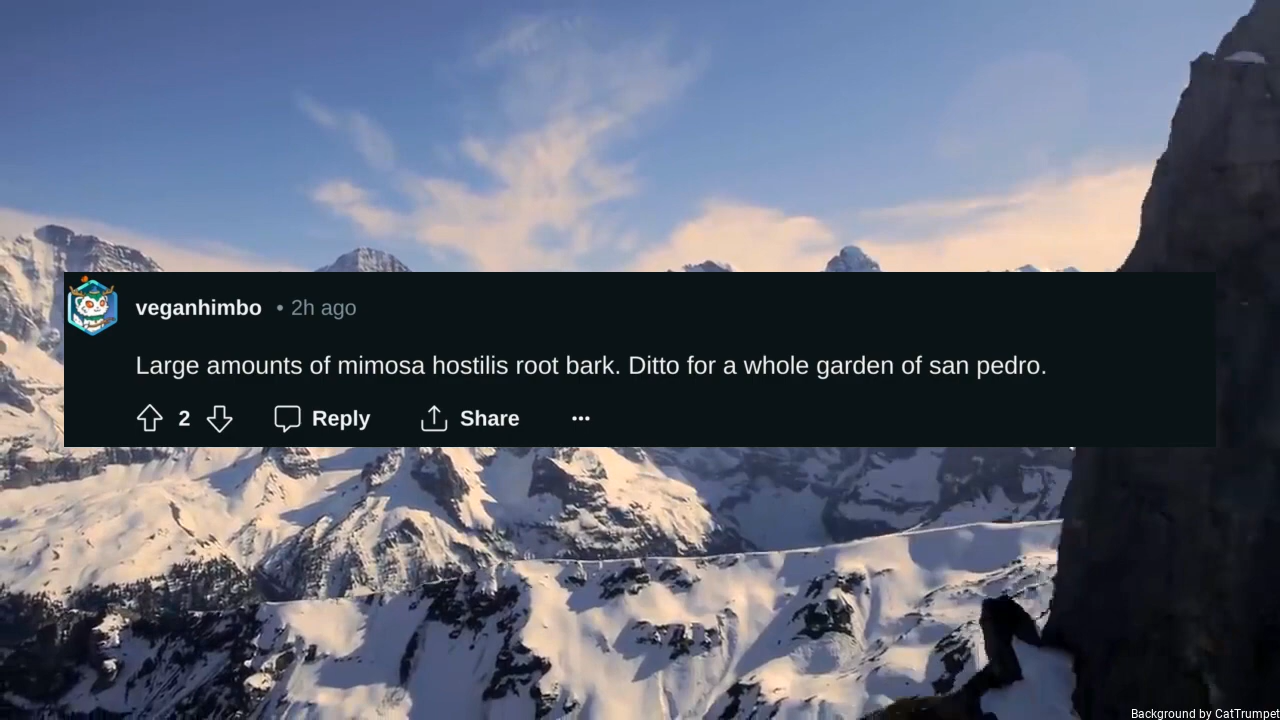 veganhimbo • 2h ago
Large amounts of mimosa hostilis root bark. Ditto for a whole garden of san pedro.
2 Reply Share ···
Background by CatTrumpet